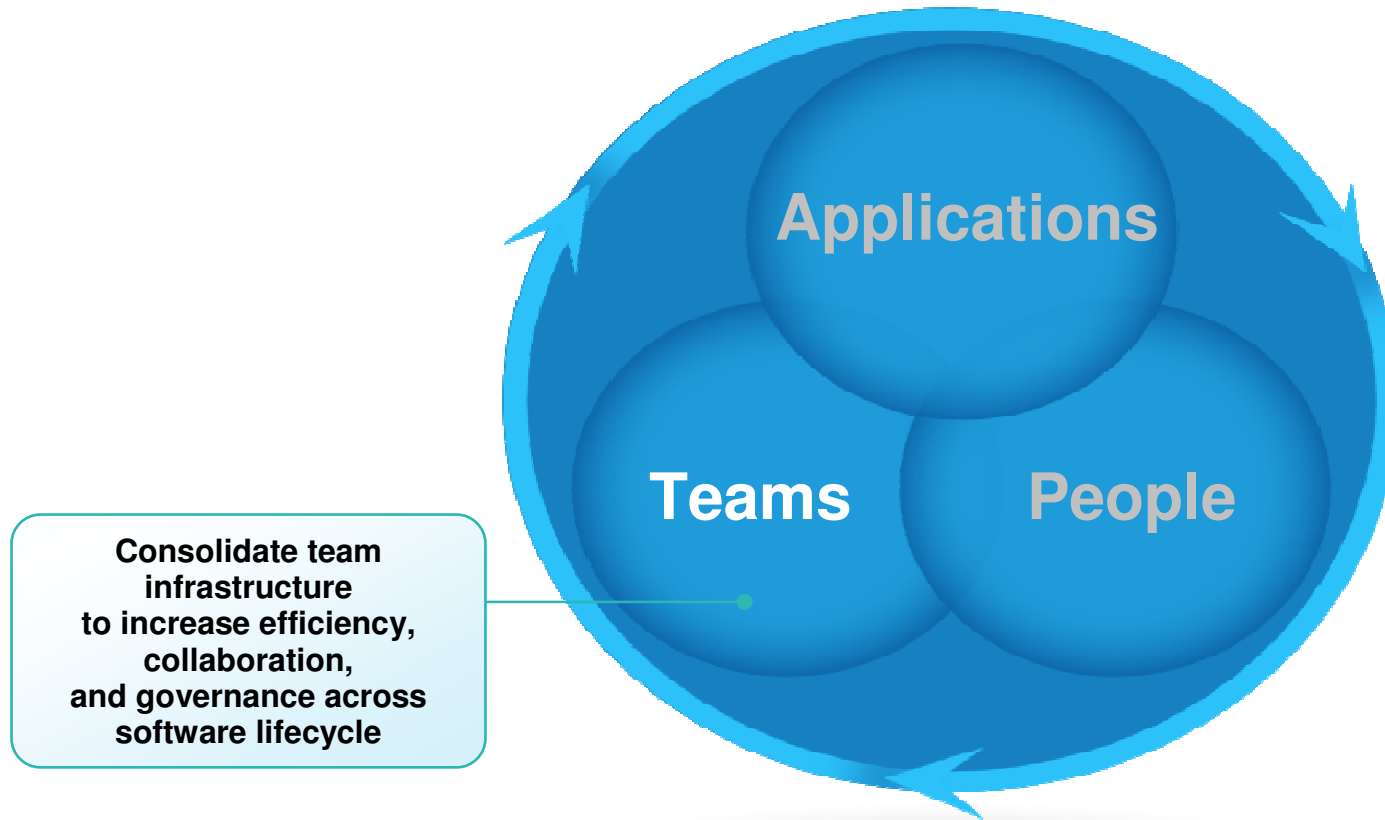 Applications
Teams
People
Consolidate team
infrastructure
to increase efficiency,
collaboration,
and governance across
software lifecycle